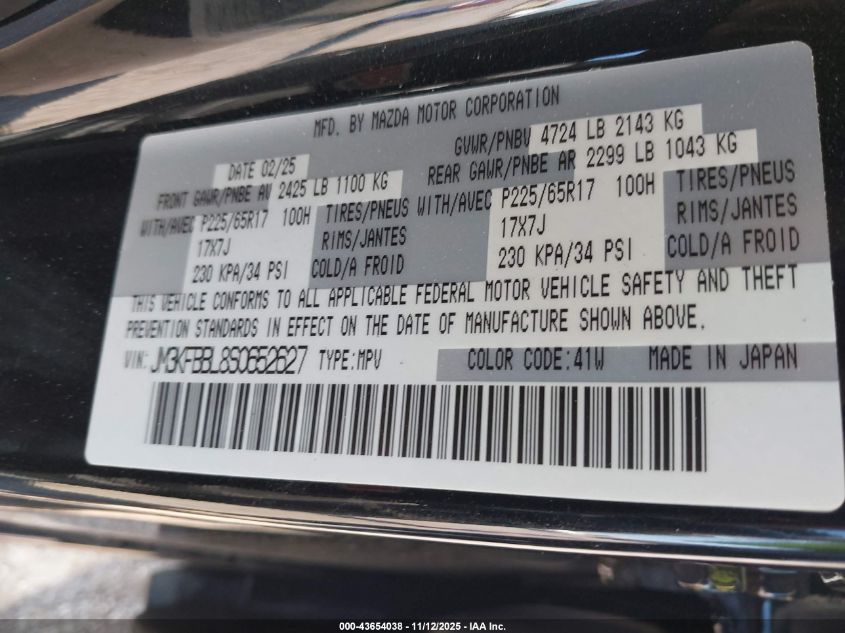 MFD. BY MAZDA MOTOR CORPORATION
DATE 02/25 GVWR/PNBV 4724 LB 2143 KG
FRONT GAWR/PNBE AV 2425 LB 1100 KG REAR GAWR/PNBE AR 2299 LB 1043 KG
WITH/AVEC P225/65R17 100H TIRES/PNEUS WITH/AVEC P225/65R17 100H TIRES/PNEUS
17X7J RIMS/JANTES 17X7J RIMS/JANTES
230 KPA/34 PSI COLD/A FROID 230 KPA/34 PSI COLD/A FROID
THIS VEHICLE CONFORMS TO ALL APPLICABLE FEDERAL MOTOR VEHICLE SAFETY AND THEFT
PREVENTION STANDARDS IN EFFECT ON THE DATE OF MANUFACTURE SHOWN ABOVE.
VIN: JM3KFBBL8S0652627 TYPE:MPV COLOR CODE:41W MADE IN JAPAN
000-43654038 - 11/12/2025 - IAA Inc.